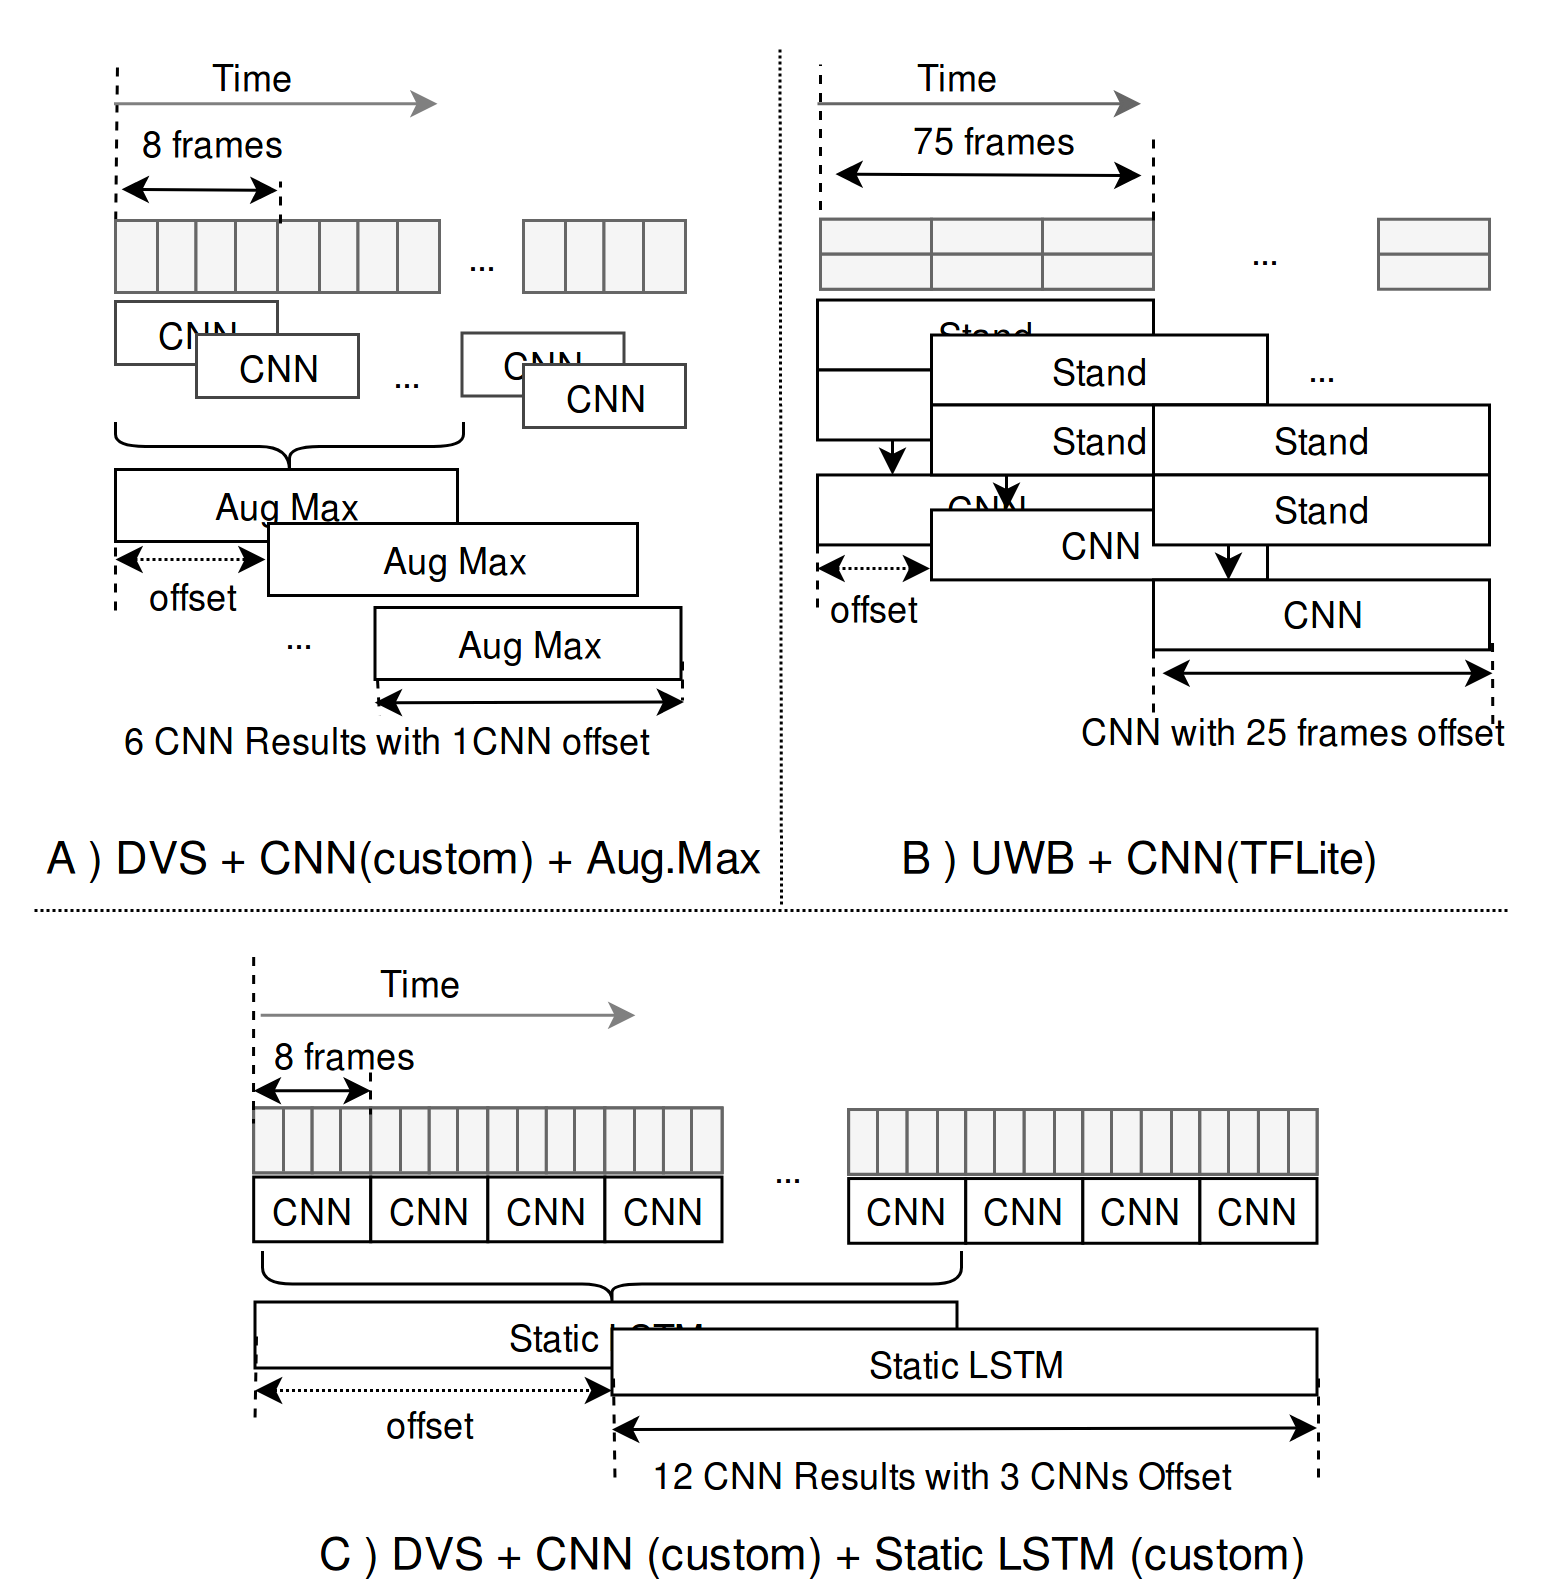 Time
8 frames
...
CNN
CNN
...
CNN
CNN
Aug Max
Aug Max
offset
...
Aug Max
6 CNN Results with 1CNN offset
A ) DVS + CNN(custom) + Aug.Max
Time
75 frames
...
Stand
Stand
...
Stand
Stand
Stand
CNN
CNN
offset
CNN
CNN with 25 frames offset
B ) UWB + CNN(TFLite)
Time
8 frames
...
CNN CNN CNN CNN
CNN CNN CNN CNN
Static LSTM
Static LSTM
offset
12 CNN Results with 3 CNNs Offset
C ) DVS + CNN (custom) + Static LSTM (custom)